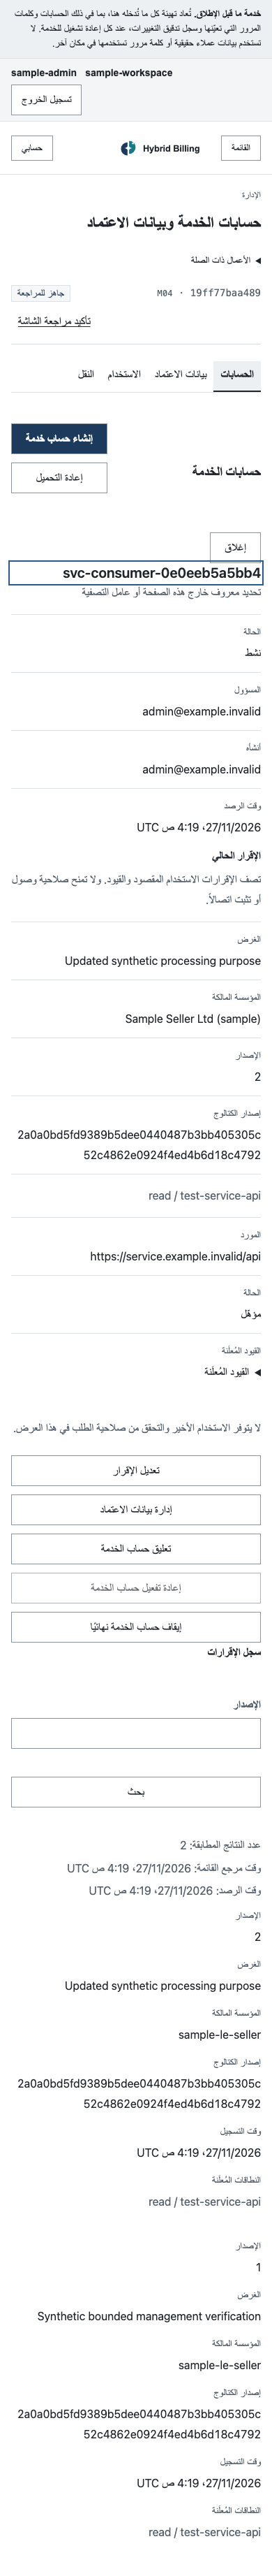 خدمة ما قبل الإطلاق. تُعاد تهيئة كل ما تُدخله هنا، بما في ذلك الحسابات وكلمات
المرور التي تعيّنها وسجل تدقيق التغييرات، عند كل إعادة تشغيل للخدمة. لا
تستخدم بيانات عملاء حقيقية أو كلمة مرور تستخدمها في مكان آخر.
sample-admin sample-workspace
تسجيل الخروج
القائمة
Hybrid Billing
حسابي
الإدارة
حسابات الخدمة وبيانات الاعتماد
الأعمال ذات الصلة
M04 · 19ff77baa489
جاهز للمراجعة
تأكيد مراجعة الشاشة
الحسابات
بيانات الاعتماد
الاستخدام
النقل
إنشاء حساب خدمة
حسابات الخدمة
إعادة التحميل
إغلاق
svc-consumer-0e0eeb5a5bb4
تحديد معروف خارج هذه الصفحة أو عامل التصفية
الحالة
نشط
المسؤول
admin@example.invalid
أنشأه
admin@example.invalid
وقت الرصد
27/11/2026، 4:19 ص UTC
الإقرار الحالي
تصف الإقرارات الاستخدام المقصود والقيود. ولا تمنح صلاحية وصول
أو تثبت اتصالاً.
الغرض
Updated synthetic processing purpose
المؤسسة المالكة
Sample Seller Ltd (sample)
الإصدار
2
إصدار الكتالوج
2a0a0bd5fd9389b5dee0440487b3bb405305c
52c4862e0924f4ed4b6d18c4792
read / test-service-api
المورد
https://service.example.invalid/api
الحالة
مؤهّل
القيود المُعلَنة
القيود المُعلَنة
لا يتوفر الاستخدام الأخير والتحقق من صلاحية الطلب في هذا العرض.
تعديل الإقرار
إدارة بيانات الاعتماد
تعليق حساب الخدمة
إعادة تفعيل حساب الخدمة
إيقاف حساب الخدمة نهائيًا
سجل الإقرارات
الإصدار
بحث
عدد النتائج المطابقة: 2
وقت مرجع القائمة: 27/11/2026، 4:19 ص UTC
وقت الرصد: 27/11/2026، 4:19 ص UTC
الإصدار
2
الغرض
Updated synthetic processing purpose
المؤسسة المالكة
sample-le-seller
إصدار الكتالوج
2a0a0bd5fd9389b5dee0440487b3bb405305c
52c4862e0924f4ed4b6d18c4792
وقت التسجيل
27/11/2026، 4:19 ص UTC
النطاقات المُعلَنة
read / test-service-api
الإصدار
1
الغرض
Synthetic bounded management verification
المؤسسة المالكة
sample-le-seller
إصدار الكتالوج
2a0a0bd5fd9389b5dee0440487b3bb405305c
52c4862e0924f4ed4b6d18c4792
وقت التسجيل
27/11/2026، 4:19 ص UTC
النطاقات المُعلَنة
read / test-service-api